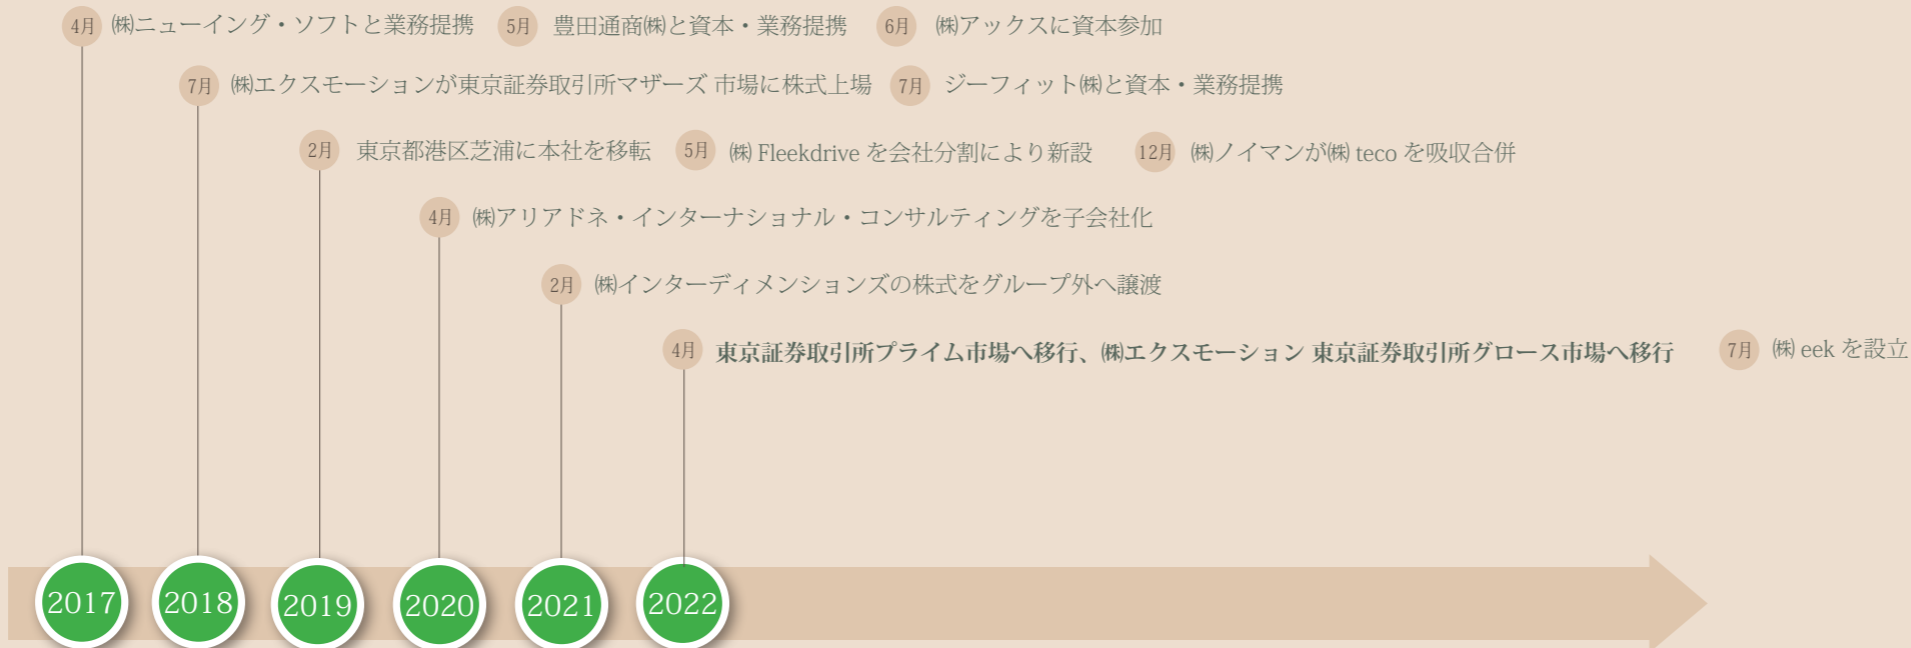 4月 ㈱ニューイング・ソフトと業務提携 5月 豊田通商㈱と資本・業務提携 6月 ㈱アックスに資本参加
7月 ㈱エクスモーションが東京証券取引所マザーズ 市場に株式上場 7月 ジーフィット㈱と資本・業務提携
2月 東京都港区芝浦に本社を移転 5月 ㈱ Fleekdrive を会社分割により新設 12月 ㈱ノイマンが㈱ teco を吸収合併
4月 ㈱アリアドネ・インターナショナル・コンサルティングを子会社化
2月 ㈱インターディメンションズの株式をグループ外へ譲渡
4月 東京証券取引所プライム市場へ移行、㈱エクスモーション 東京証券取引所グロース市場へ移行 7月 ㈱ eek を設立
2017 2018 2019 2020 2021 2022